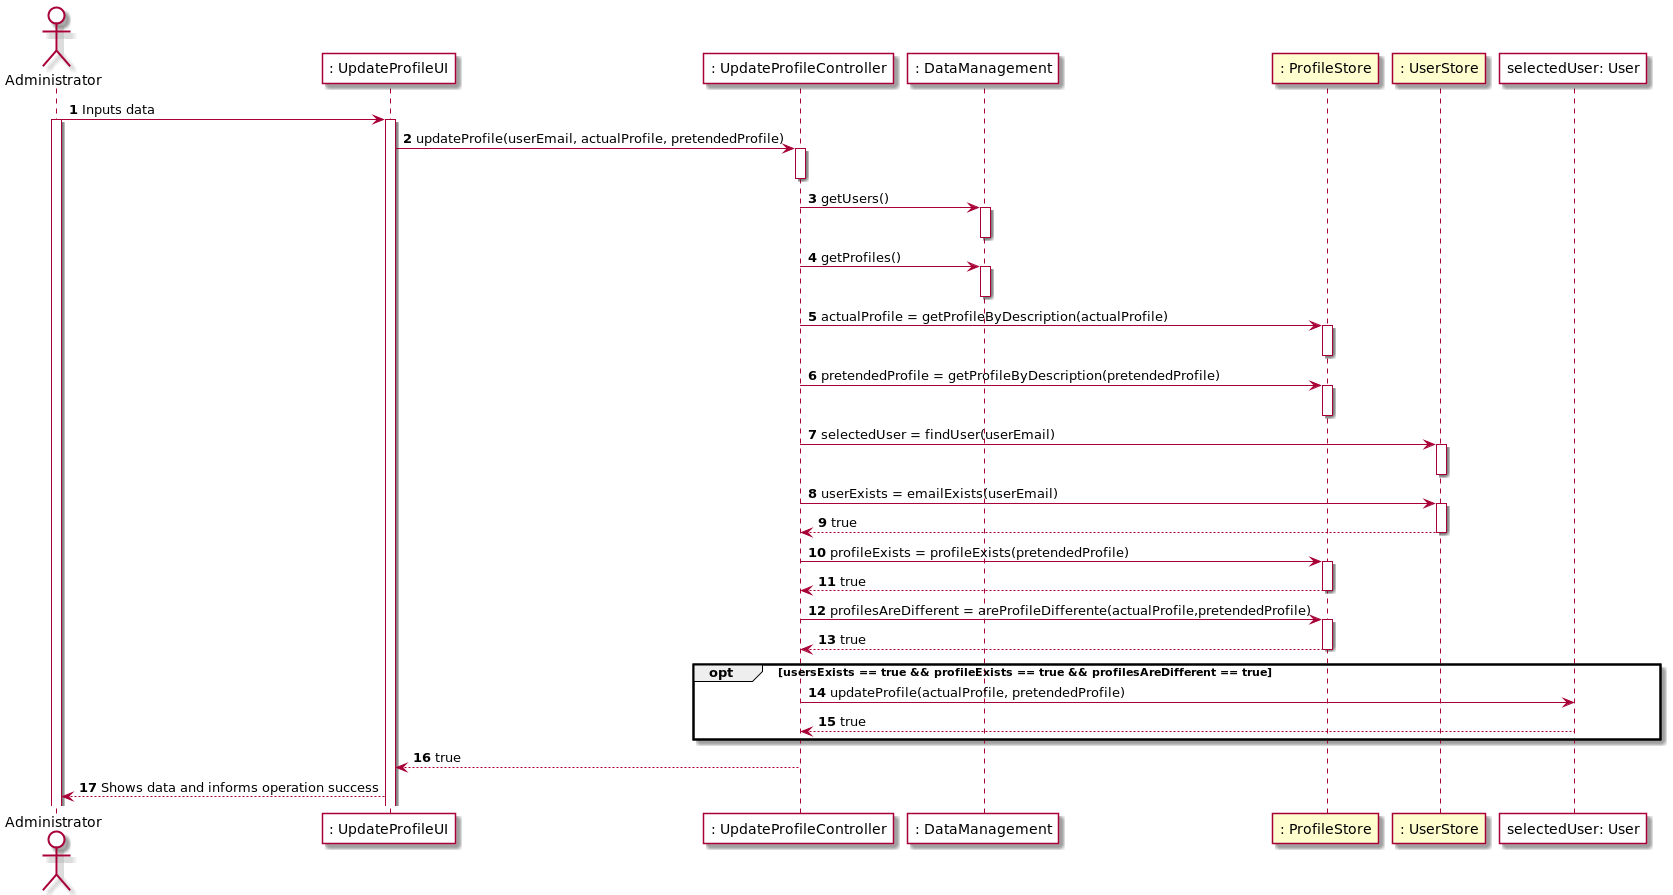 Administrator
: UpdateProfileUI
: UpdateProfileController
: DataManagement
: ProfileStore
: UserStore
selectedUser: User
1 Inputs data
2 updateProfile(userEmail, actualProfile, pretendedProfile)
3 getUsers()
4 getProfiles()
5 actualProfile = getProfileByDescription(actualProfile)
6 pretendedProfile = getProfileByDescription(pretendedProfile)
7 selectedUser = findUser(userEmail)
8 userExists = emailExists(userEmail)
9 true
10 profileExists = profileExists(pretendedProfile)
11 true
12 profilesAreDifferent = areProfileDifferente(actualProfile,pretendedProfile)
13 true
opt [usersExists == true && profileExists == true && profilesAreDifferent == true]
14 updateProfile(actualProfile, pretendedProfile)
15 true
16 true
17 Shows data and informs operation success
Administrator
: UpdateProfileUI
: UpdateProfileController
: DataManagement
: ProfileStore
: UserStore
selectedUser: User